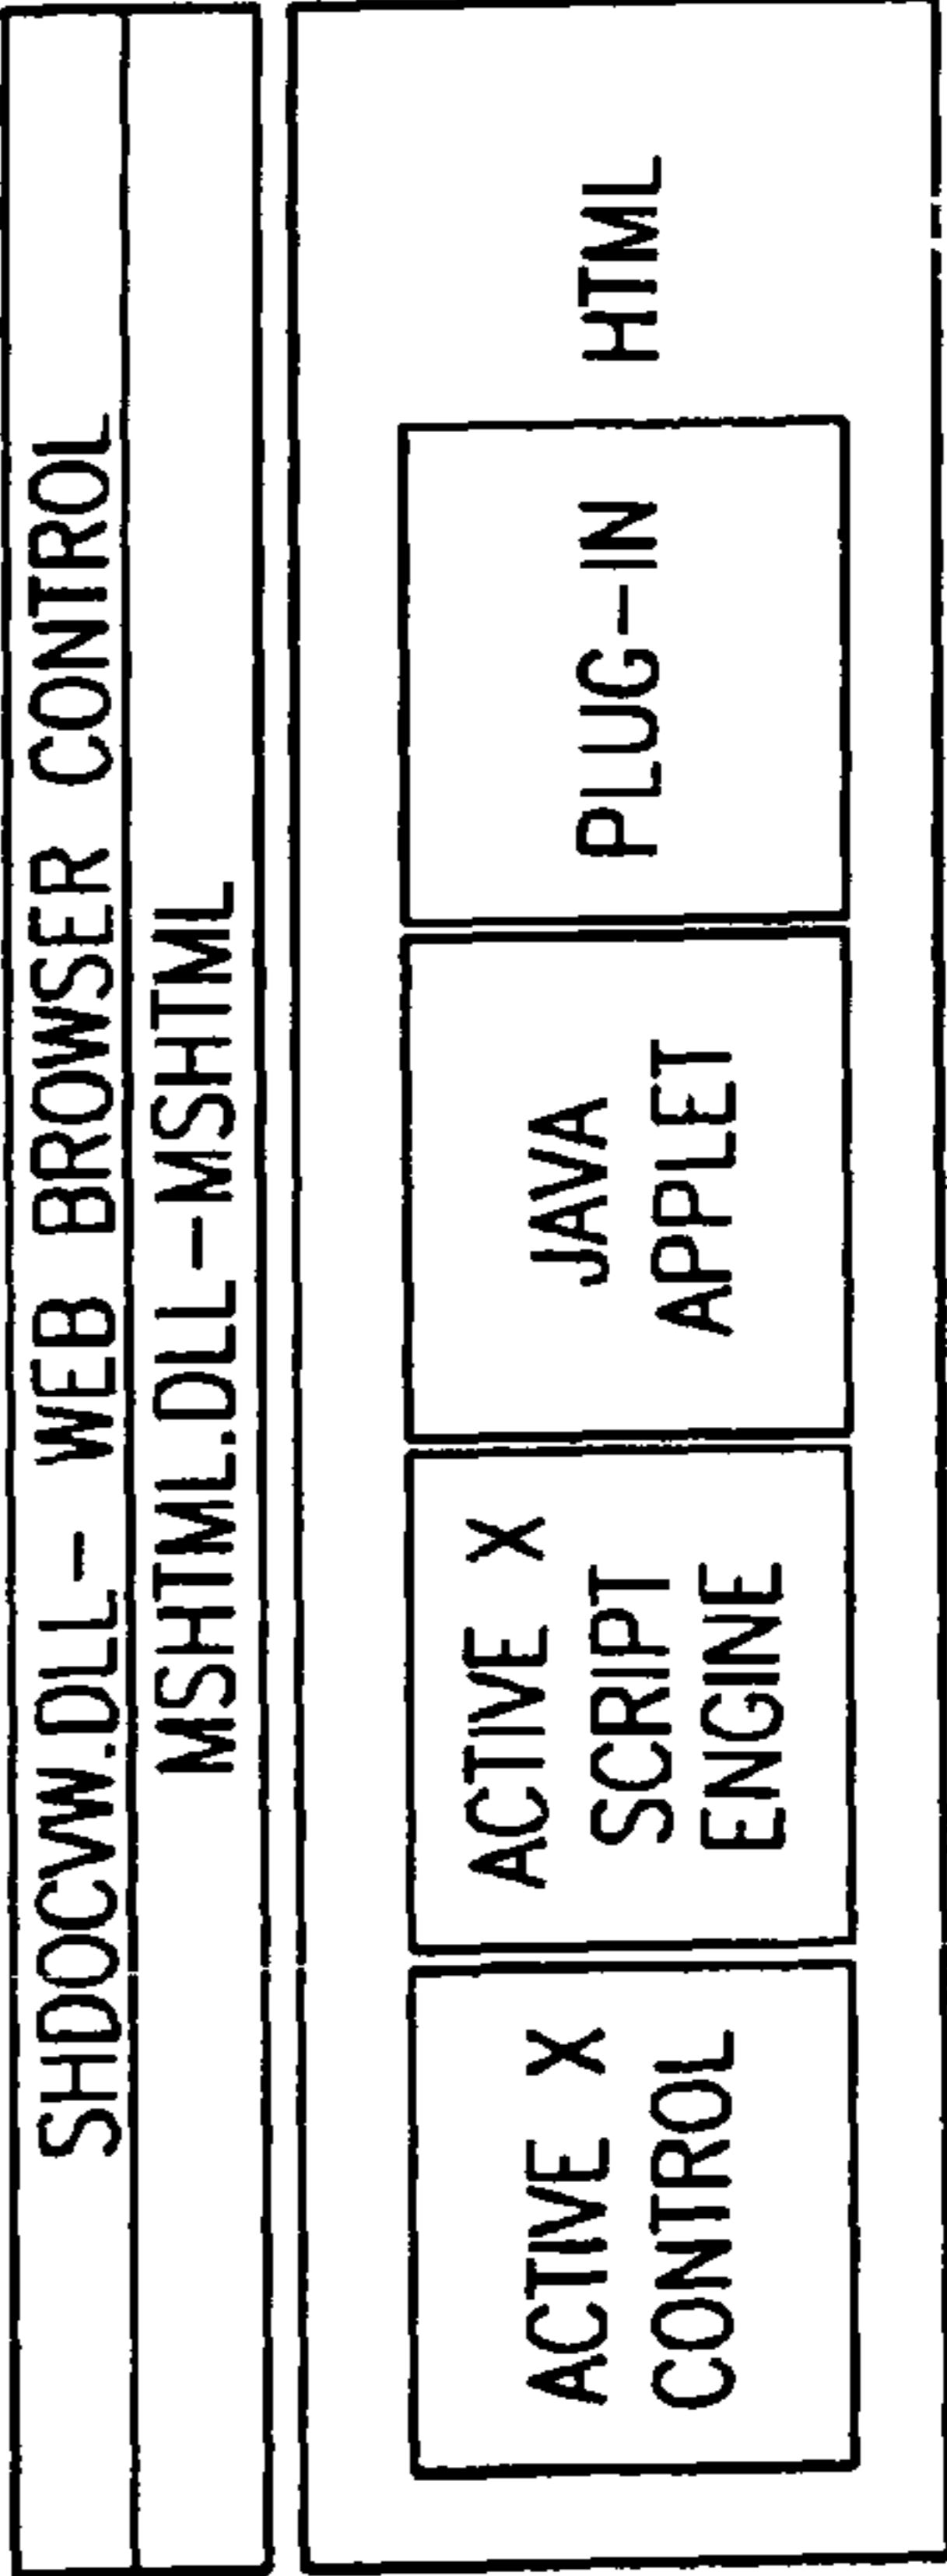 SHDOCVW.DLL- WEB BROWSER CONTROL
MSHTML.DLL-MSHTML
ACTIVE X
CONTROL
ACTIVE X
SCRIPT
ENGINE
JAVA
APPLET
PLUG-IN
HTML